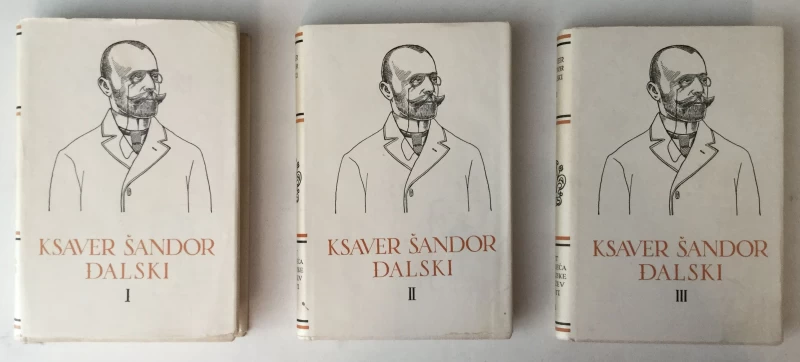 KSAVER ŠANDOR
ĐALSKI
I
KSAVER ŠANDOR
ĐALSKI
II
KSAVER ŠANDOR
ĐALSKI
III